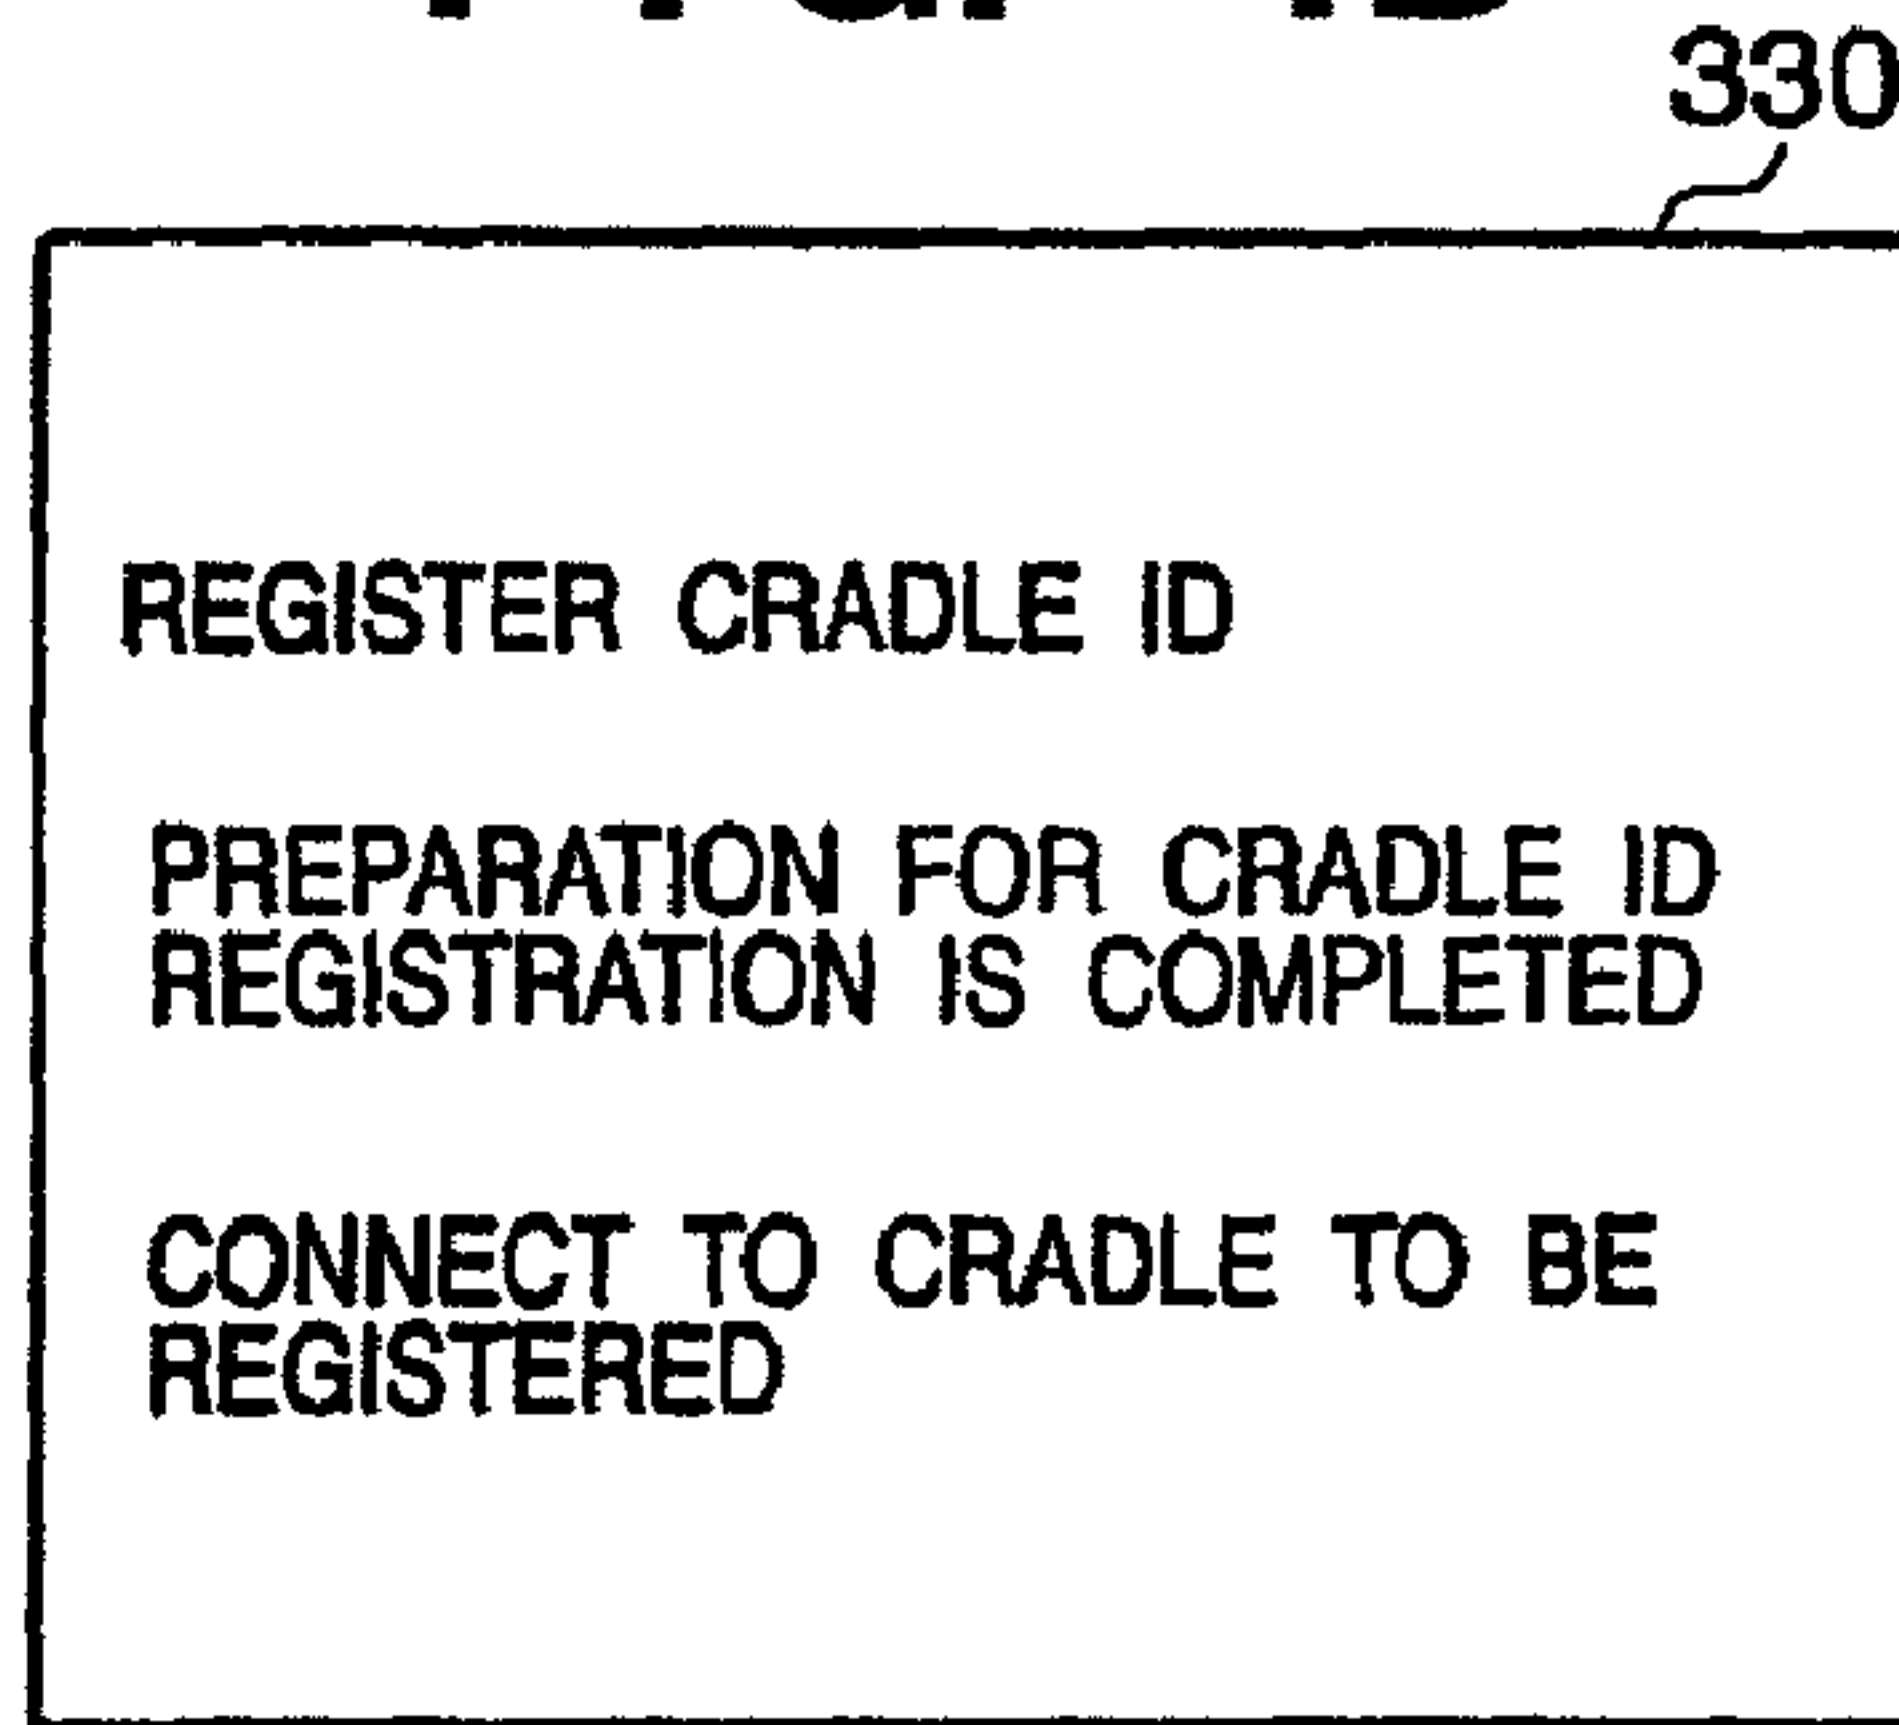 330
REGISTER CRADLE ID
PREPARATION FOR CRADLE ID
REGISTRATION IS COMPLETED
CONNECT TO CRADLE TO BE
REGISTERED